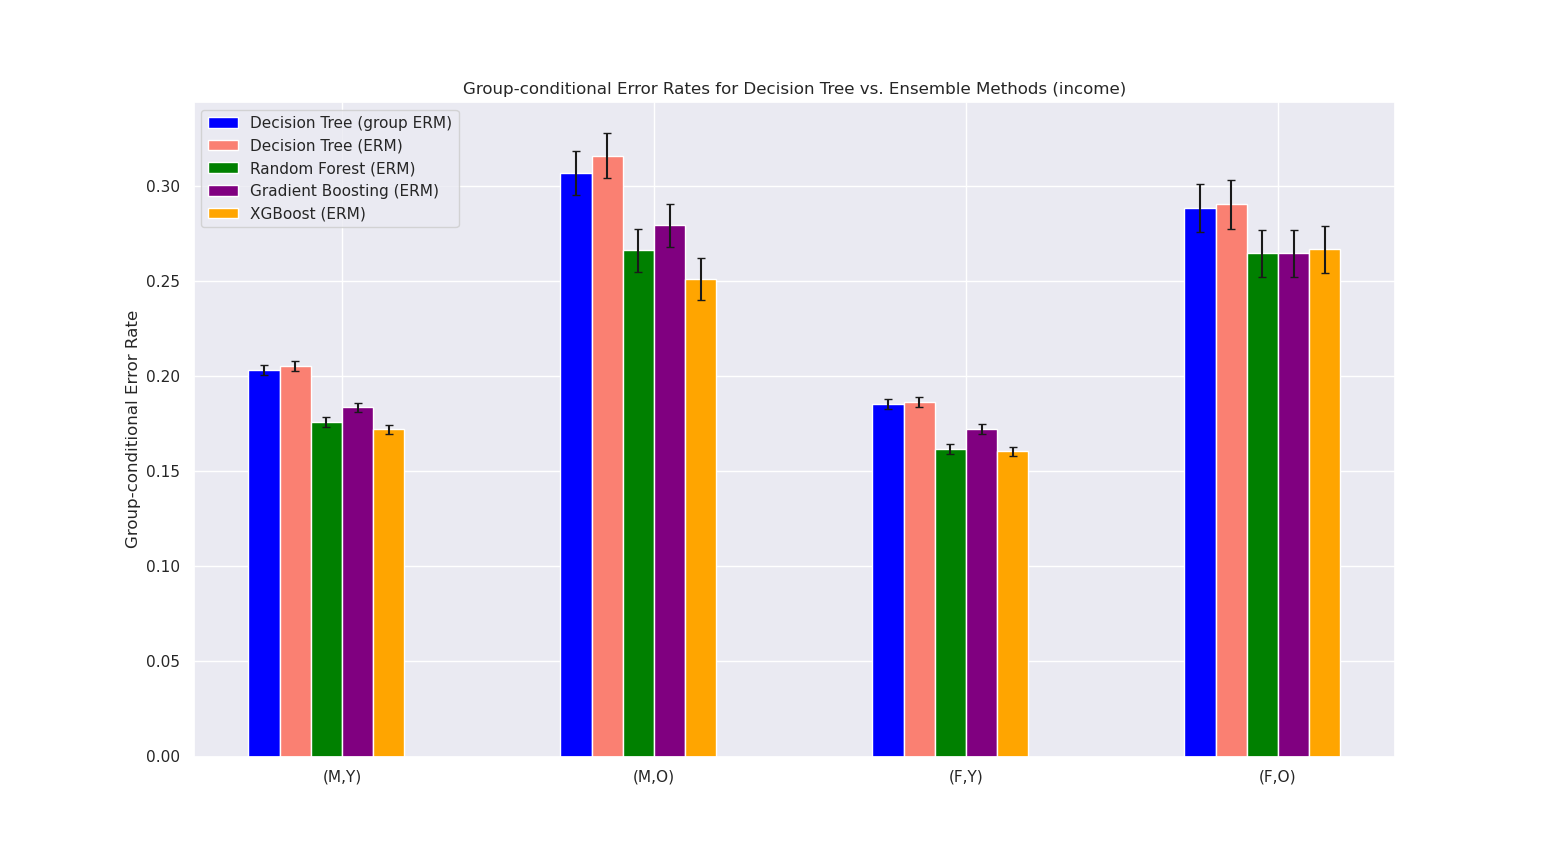 Group-conditional Error Rates for Decision Tree vs. Ensemble Methods (income)
Decision Tree (group ERM)
Decision Tree (ERM)
Random Forest (ERM)
Gradient Boosting (ERM)
XGBoost (ERM)
Group-conditional Error Rate
0.30
0.25
0.20
0.15
0.10
0.05
0.00
(M,Y)
(M,O)
(F,Y)
(F,O)